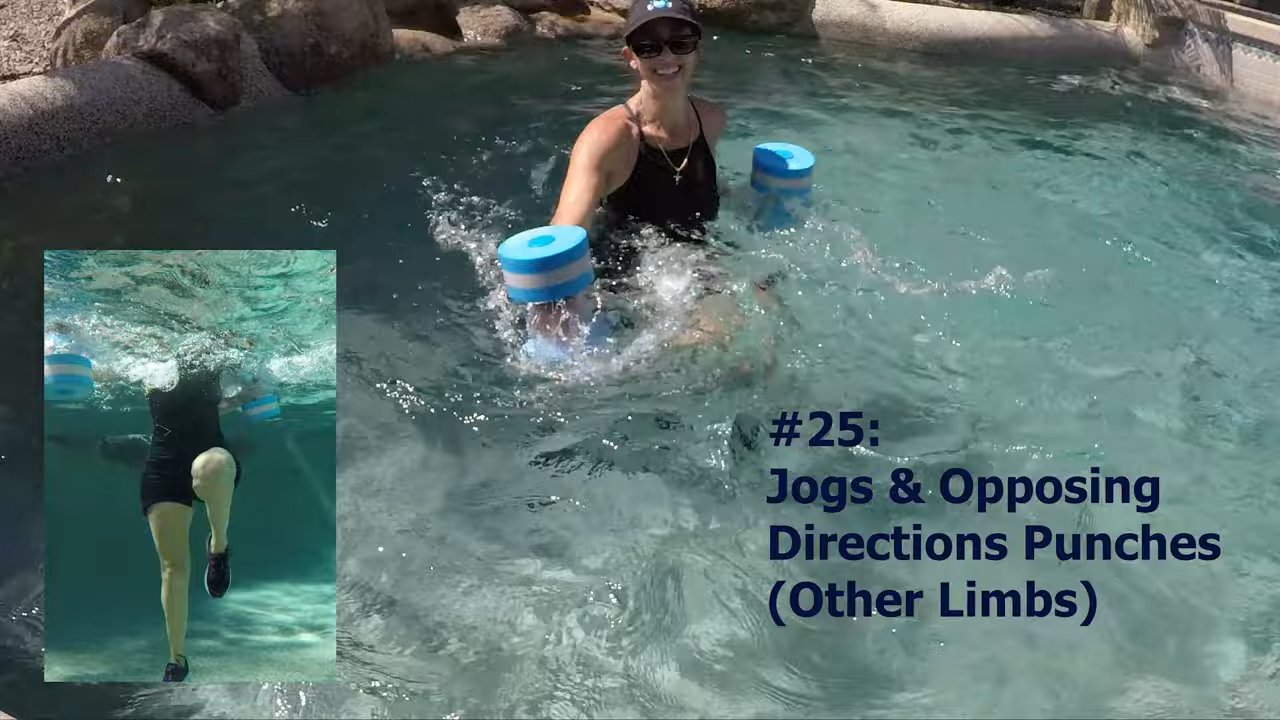 #25:
Jogs & Opposing
Directions Punches
(Other Limbs)